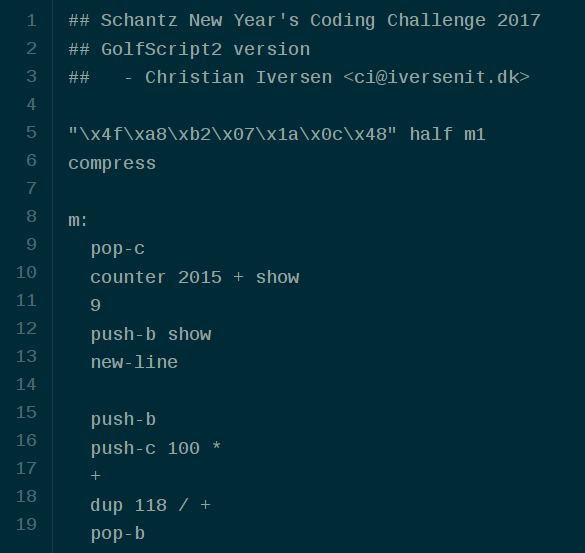 1 ## Schantz New Year's Coding Challenge 2017
2 ## GolfScript2 version
3 ##   - Christian Iversen <ci@iversenit.dk>
4
5 "\x4f\xa8\xb2\x07\x1a\x0c\x48" half m1
6 compress
7
8 m:
9   pop-c
10   counter 2015 + show
11   9
12   push-b show
13   new-line
14
15   push-b
16   push-c 100 *
17   +
18   dup 118 / +
19   pop-b